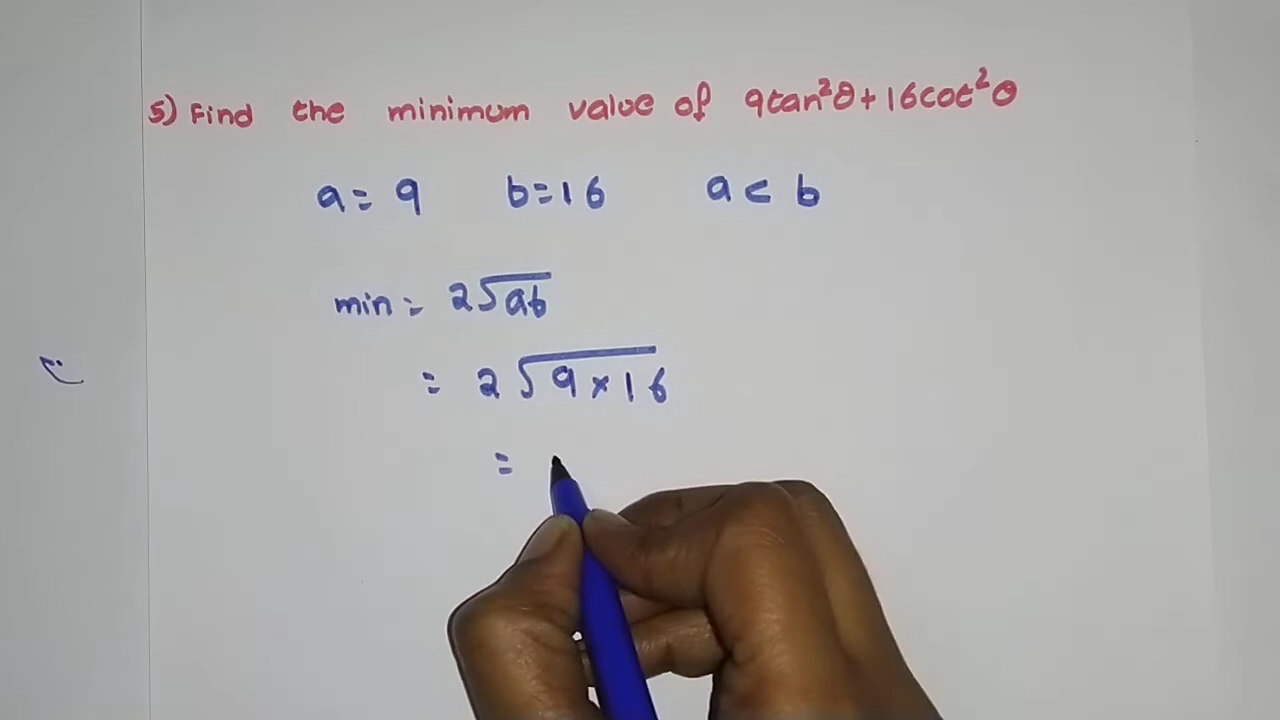 5) Find the minimum value of 9tan²θ+16cot²θ
a = 9 b=16 a < b
min = 2√ab
= 2√9×16
=